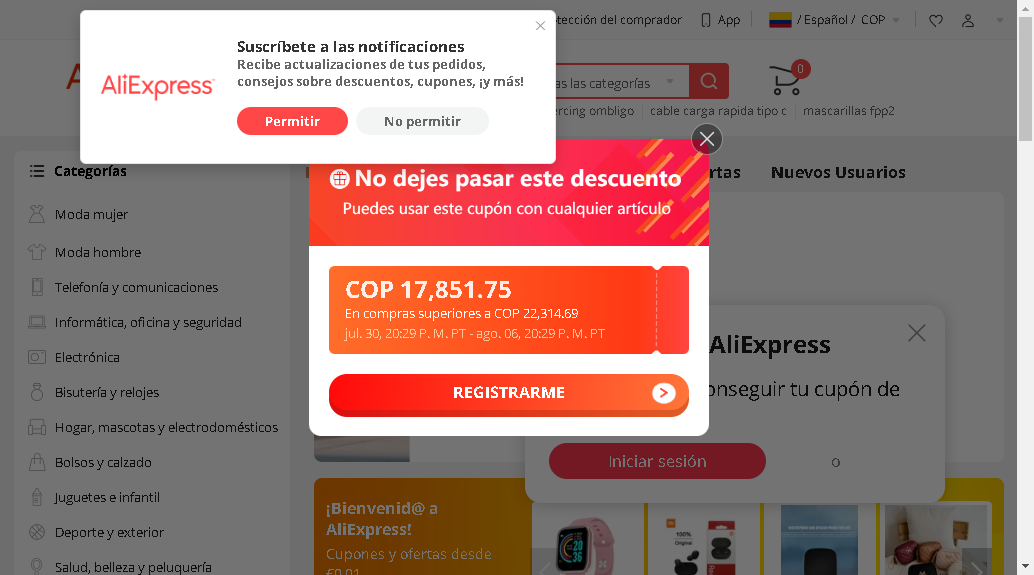 Protección del comprador
App
/ Español / COP
Suscríbete a las notificaciones
Recibe actualizaciones de tus pedidos,
consejos sobre descuentos, cupones, ¡y más!
AliExpress
Permitir
No permitir
las categorías
0
ombligo
cable carga rapida tipo c
mascarillas fpp2
Categorías
Nuevos Usuarios
No dejes pasar este descuento
Puedes usar este cupón con cualquier artículo
Moda mujer
Moda hombre
Telefonía y comunicaciones
Informática, oficina y seguridad
Electrónica
Bisutería y relojes
Hogar, mascotas y electrodomésticos
Bolsos y calzado
Juguetes e infantil
Deporte y exterior
Salud, belleza y peluquería
COP 17,851.75
En compras superiores a COP 22,314.69
jul. 30, 20:29 P. M. PT - ago. 06, 20:29 P. M. PT
REGISTRARME
AliExpress
conseguir tu cupón de
Iniciar sesión
o
¡Bienvenid@ a
AliExpress!
Cupones y ofertas desde
€0,01
100%